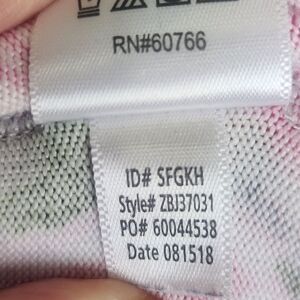 RN#60766
ID# SFGKH
Style# ZBJ37031
PO# 60044538
Date 081518